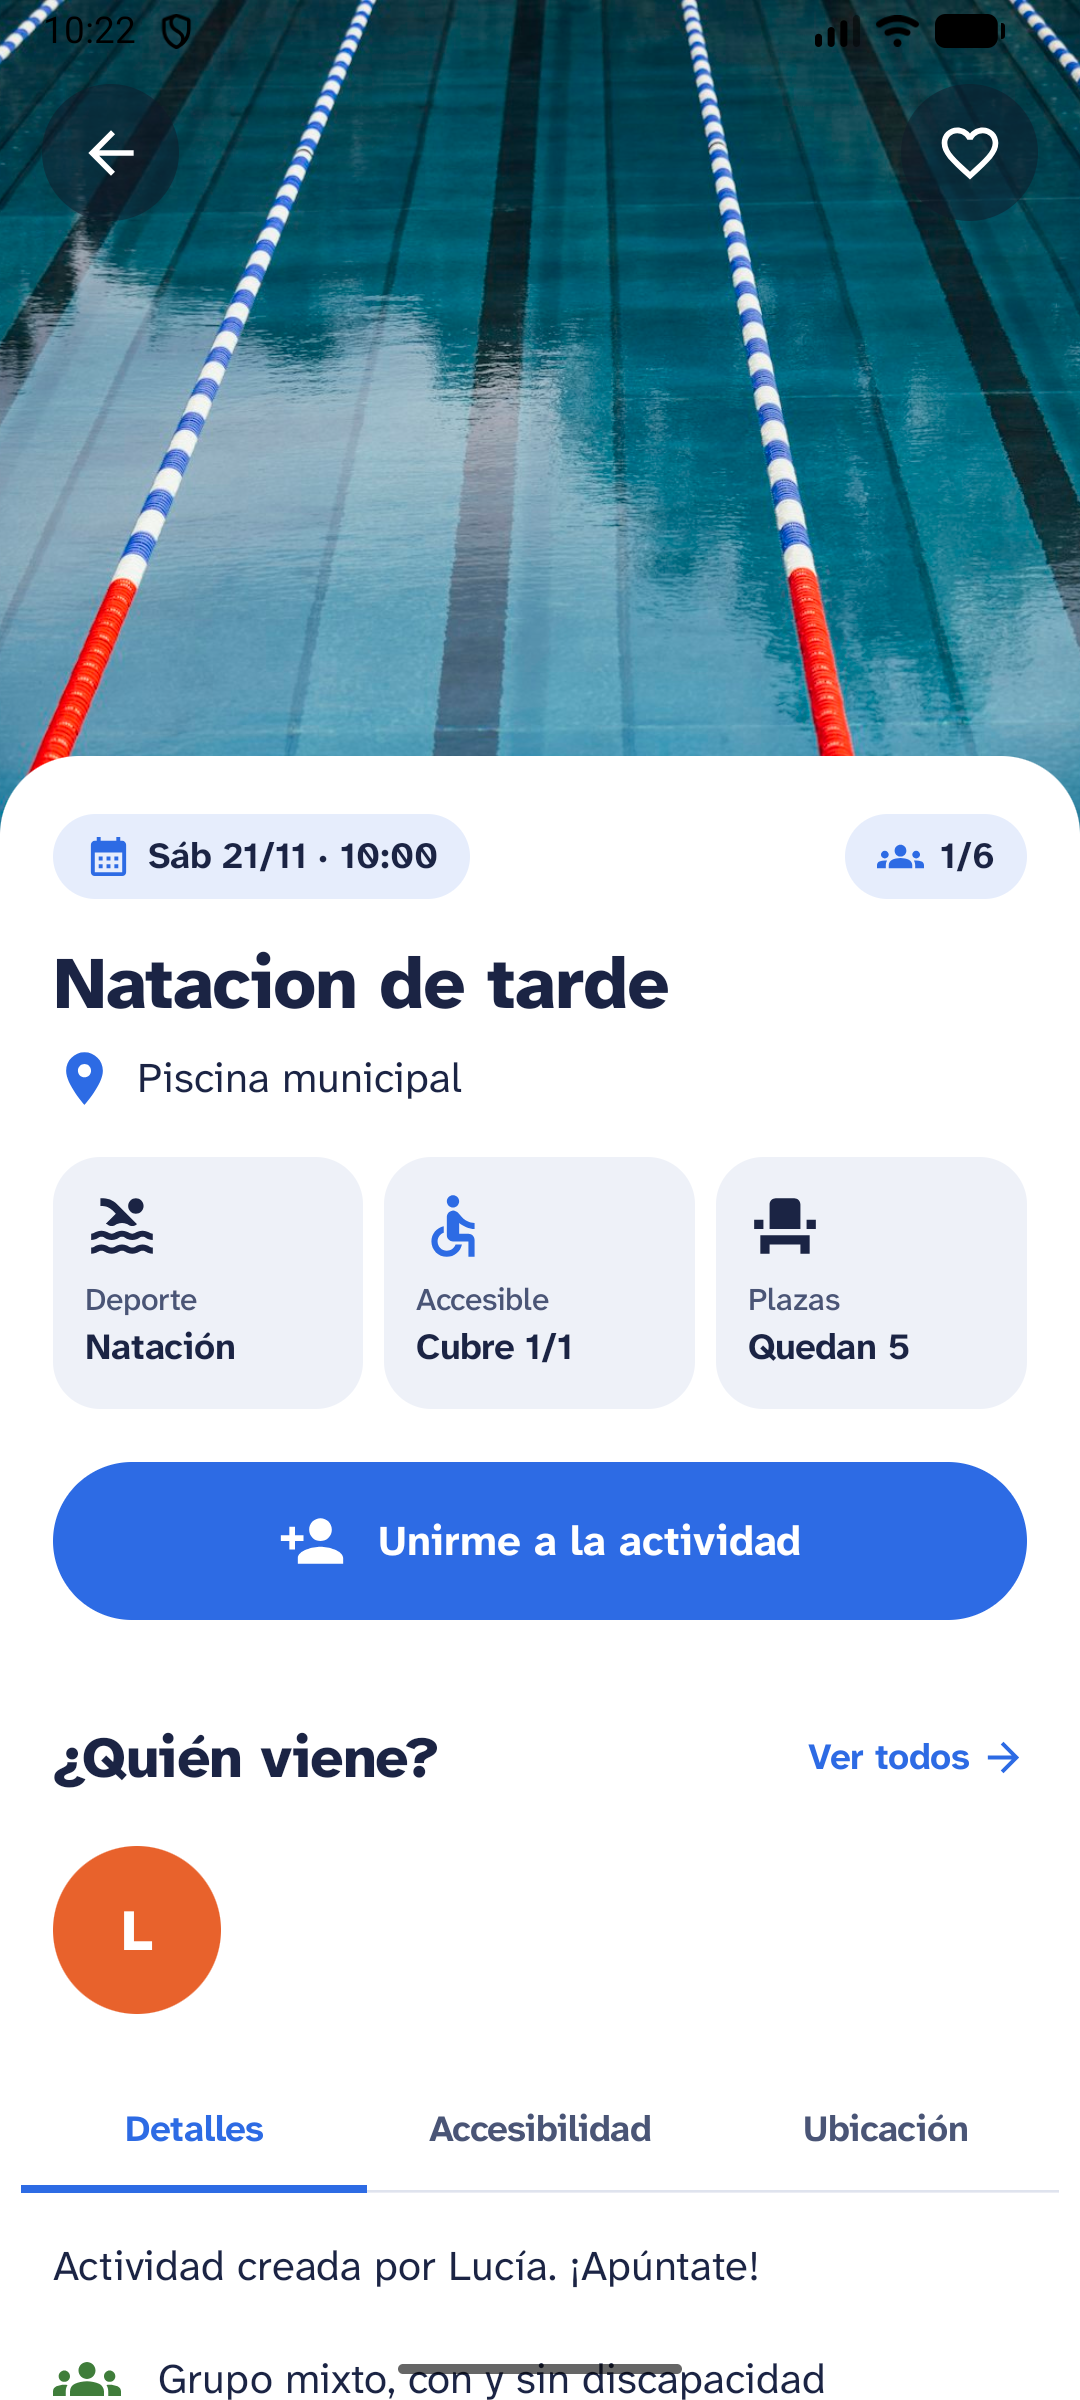 10:22
Sáb 21/11 · 10:00
1/6
Natacion de tarde
Piscina municipal
Deporte
Natación
Accesible
Cubre 1/1
Plazas
Quedan 5
Unirme a la actividad
¿Quién viene?
Ver todos
L
Detalles
Accesibilidad
Ubicación
Actividad creada por Lucía. ¡Apúntate!
Grupo mixto, con y sin discapacidad